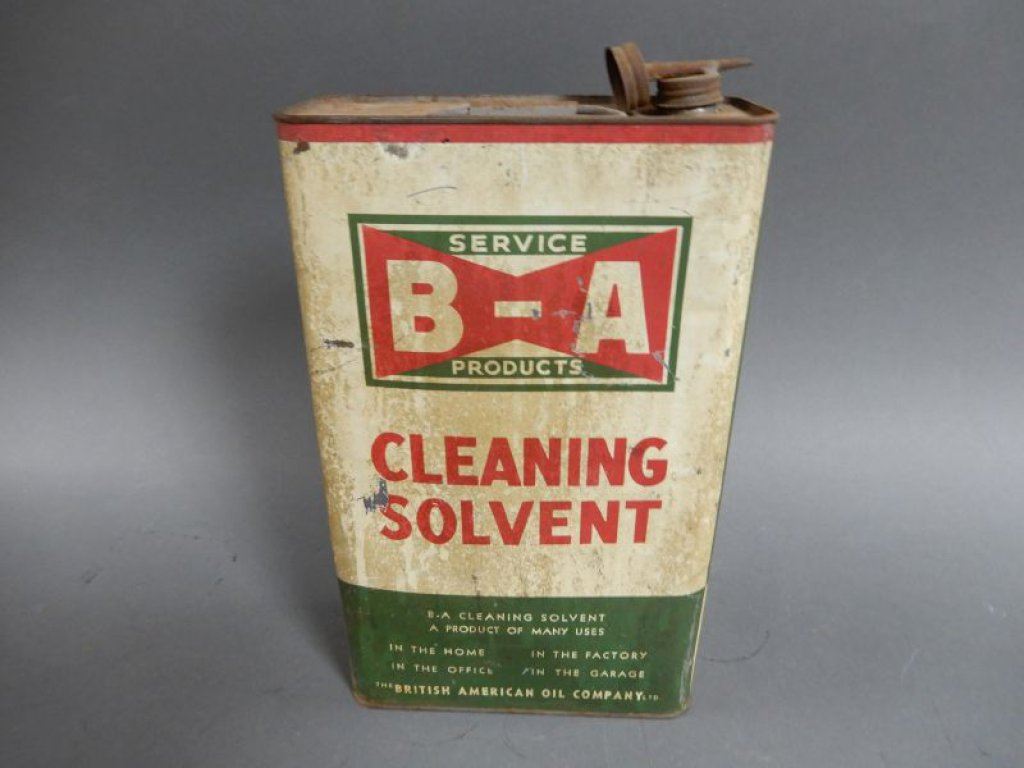 SERVICE
B-A
PRODUCTS
CLEANING
SOLVENT
B-A CLEANING SOLVENT
A PRODUCT OF MANY USES
IN THE HOME IN THE FACTORY
IN THE OFFICE IN THE GARAGE
THE BRITISH AMERICAN OIL COMPANY LTD.